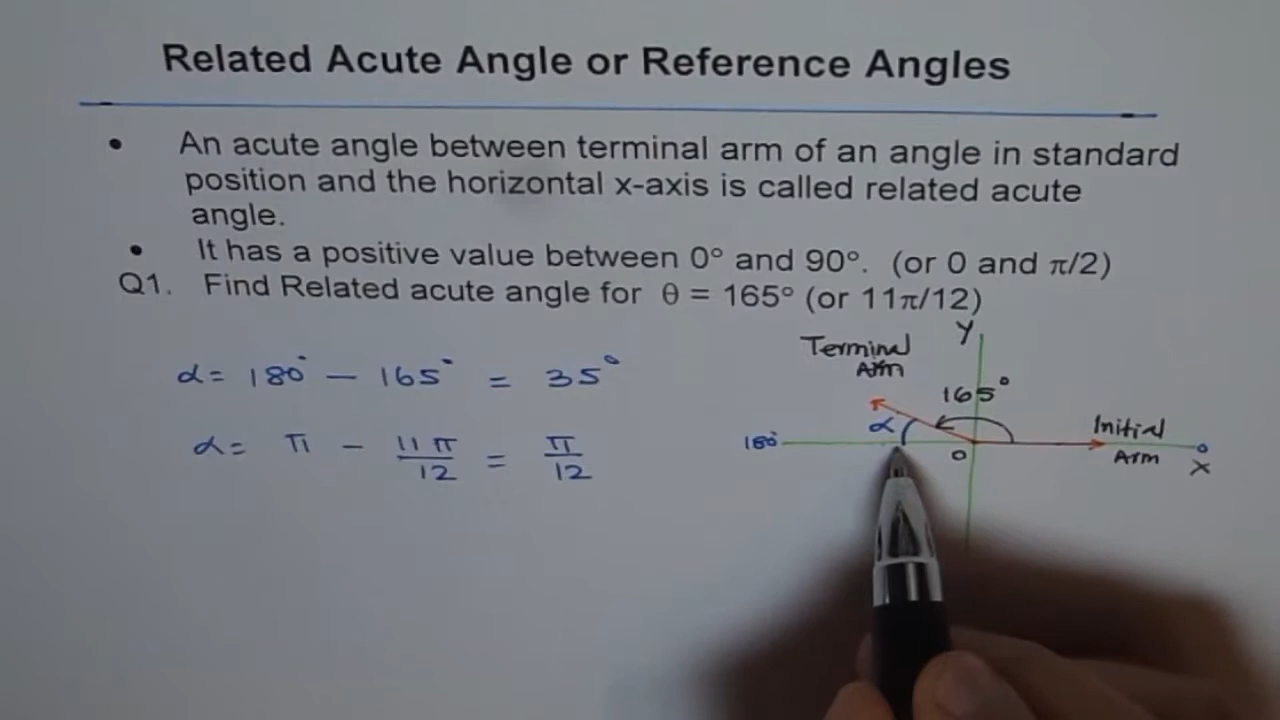 Related Acute Angle or Reference Angles
• An acute angle between terminal arm of an angle in standard
position and the horizontal x-axis is called related acute
angle.
• It has a positive value between 0° and 90°. (or 0 and π/2)
Q1. Find Related acute angle for θ = 165° (or 11π/12)
α = 180° - 165° = 35°
α = π - 11π/12 = π/12
Y
Terminal
Arm
165°
α
Initial
Arm
180°
O
0
X